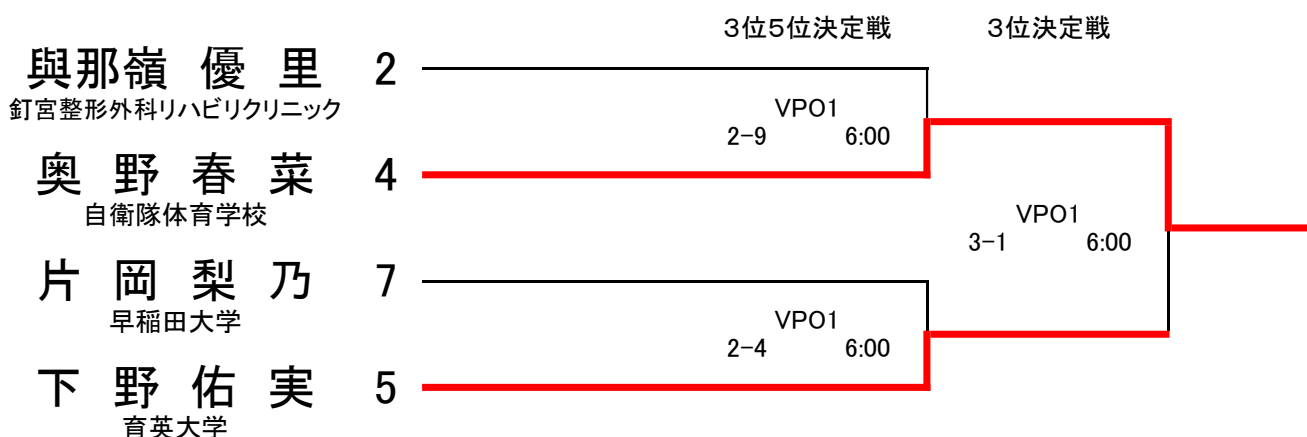 ３位５位決定戦 ３位決定戦
與那嶺 優 里 2
釘宮整形外科リハビリクリニック
VPO1
2-9 6:00
奥 野 春 菜 4
自衛隊体育学校
VPO1
3-1 6:00
片 岡 梨 乃 7
早稲田大学
VPO1
2-4 6:00
下 野 佑 実 5
育英大学